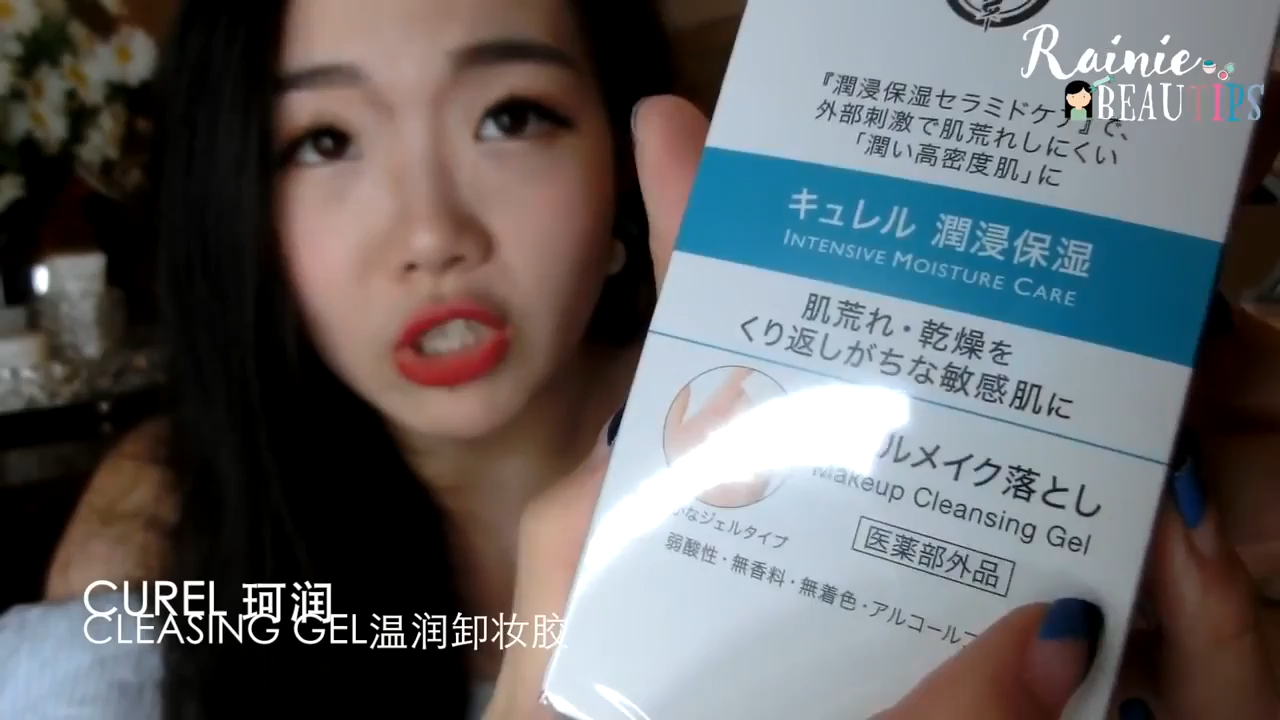 Rainie
BEAUTIPS
『潤浸保湿セラミドケア』で、
外部刺激で肌荒れしにくい
「潤い高密度肌」に
キュレル 潤浸保湿
INTENSIVE MOISTURE CARE
肌荒れ・乾燥を
くり返しがちな敏感肌に
ルメイク落とし
Makeup Cleansing Gel
なジェルタイプ
医薬部外品
弱酸性・無香料・無着色・アルコール
CUREL 珂润
CLEASING GEL温润卸妆胶